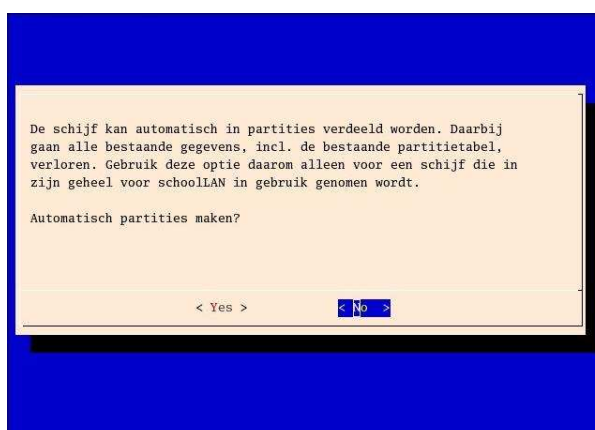 De schijf kan automatisch in partities verdeeld worden. Daarbij
gaan alle bestaande gegevens, incl. de bestaande partitietabel,
verloren. Gebruik deze optie daarom alleen voor een schijf die in
zijn geheel voor schoolLAN in gebruik genomen wordt.
Automatisch partities maken?
< Yes > < No >